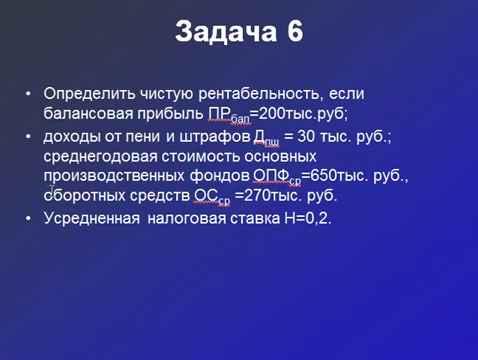 Задача 6
• Определить чистую рентабельность, если
балансовая прибыль ПРбап=200тыс.руб;
• доходы от пени и штрафов Дпш = 30 тыс. руб.;
среднегодовая стоимость основных
производственных фондов ОПФср=650тыс. руб.,
оборотных средств ОСср =270тыс. руб.
• Усредненная налоговая ставка Н=0,2.